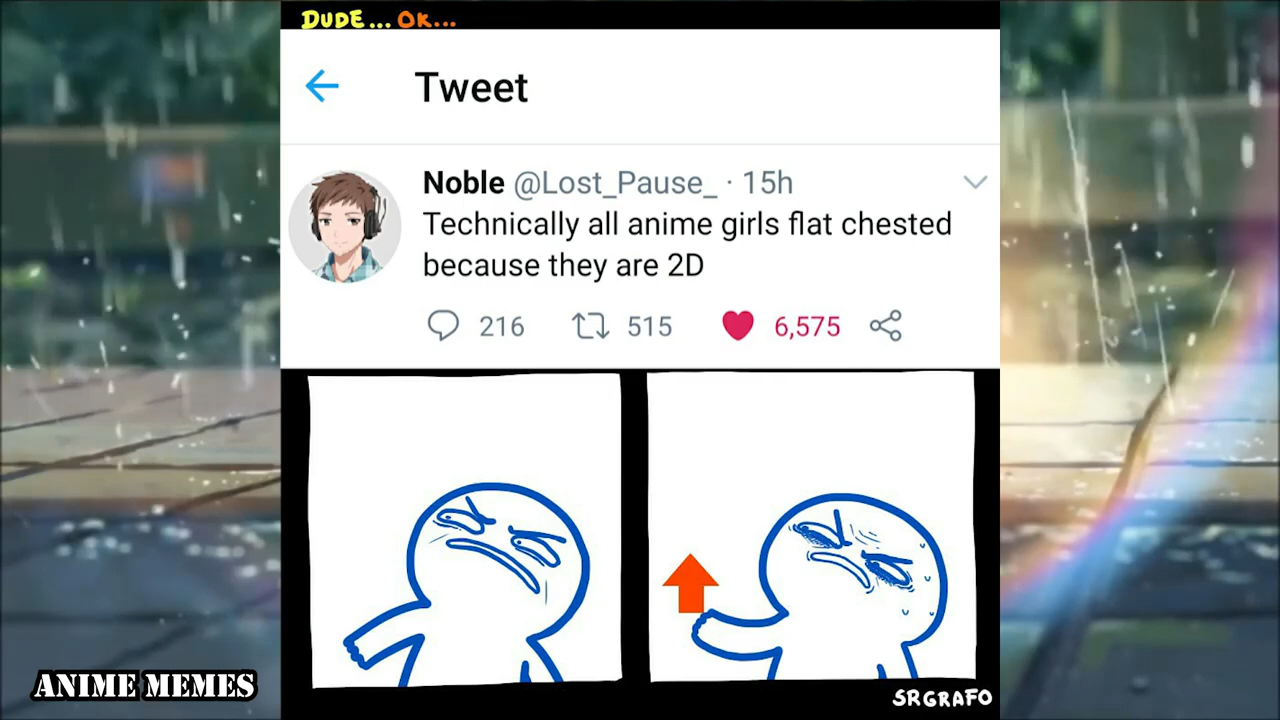 DUDE... OK...
Tweet
Noble @Lost_Pause_ · 15h
Technically all anime girls flat chested
because they are 2D
216 515 6,575
ANIME MEMES
SRGRAFO